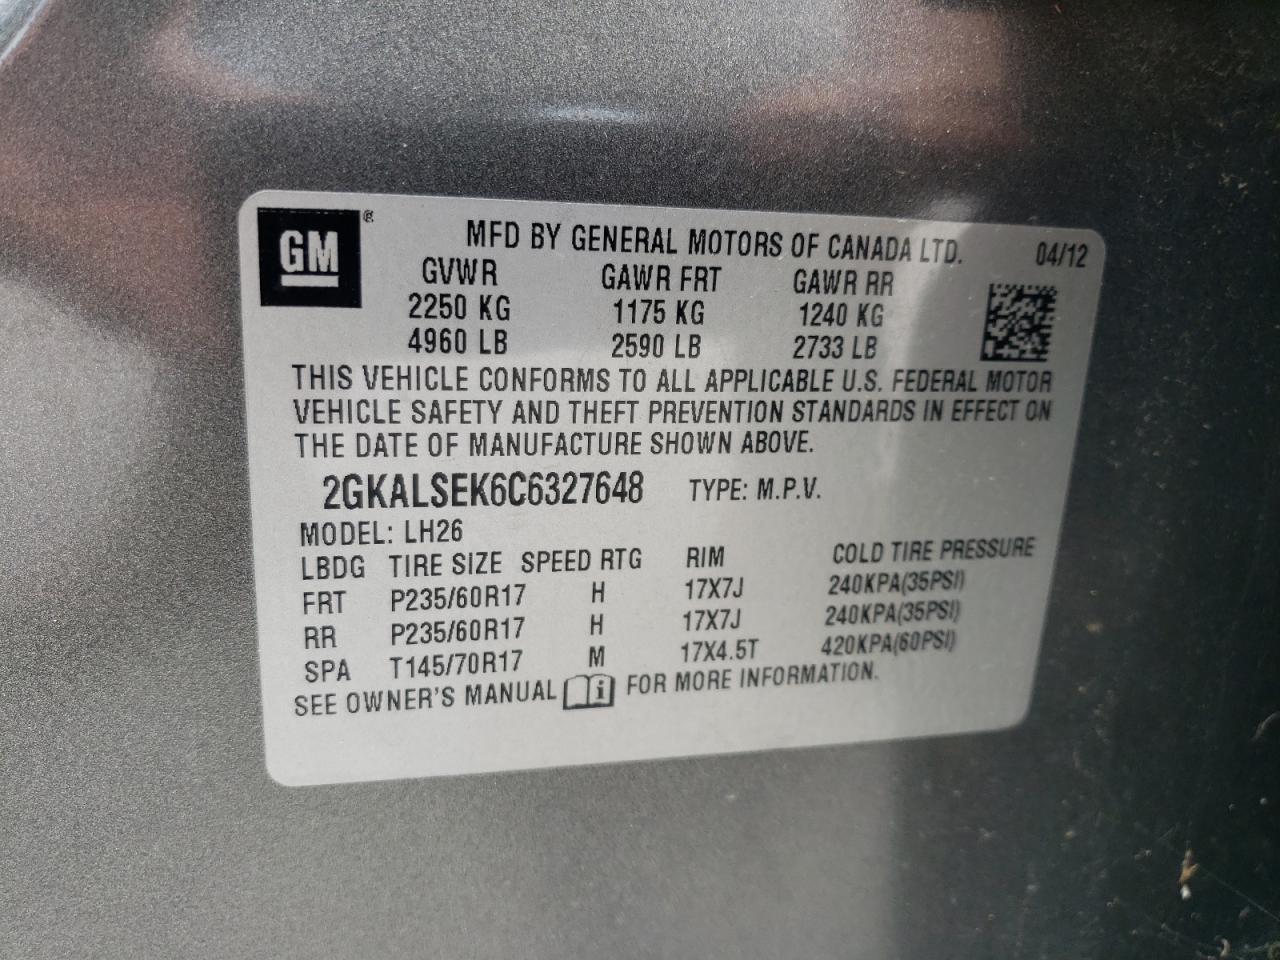 GM ®
MFD BY GENERAL MOTORS OF CANADA LTD. 04/12
GVWR GAWR FRT GAWR RR
2250 KG 1175 KG 1240 KG
4960 LB 2590 LB 2733 LB
THIS VEHICLE CONFORMS TO ALL APPLICABLE U.S. FEDERAL MOTOR
VEHICLE SAFETY AND THEFT PREVENTION STANDARDS IN EFFECT ON
THE DATE OF MANUFACTURE SHOWN ABOVE.
2GKALSEK6C6327648 TYPE: M.P.V.
MODEL: LH26
LBDG TIRE SIZE SPEED RTG RIM COLD TIRE PRESSURE
FRT P235/60R17 H 17X7J 240KPA(35PSI)
RR P235/60R17 H 17X7J 240KPA(35PSI)
SPA T145/70R17 M 17X4.5T 420KPA(60PSI)
SEE OWNER'S MANUAL i FOR MORE INFORMATION.